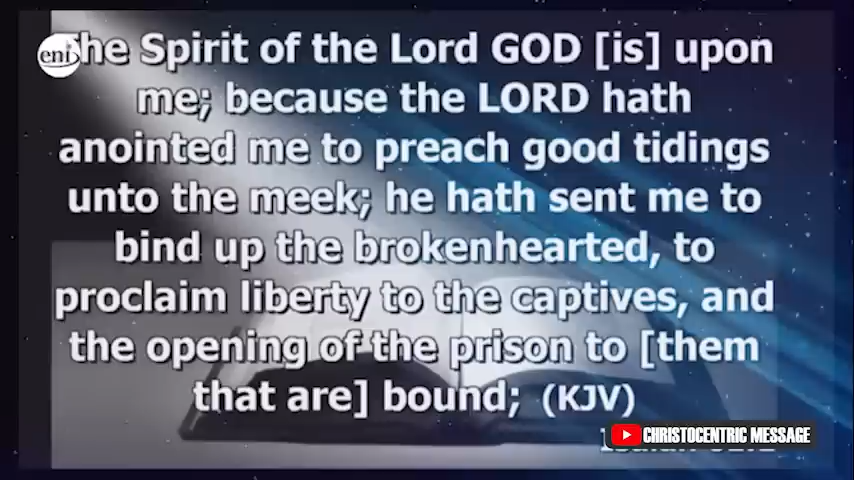 eni
The Spirit of the Lord GOD [is] upon
me; because the LORD hath
anointed me to preach good tidings
unto the meek; he hath sent me to
bind up the brokenhearted, to
proclaim liberty to the captives, and
the opening of the prison to [them
that are] bound; (KJV)
CHRISTOCENTRIC MESSAGE